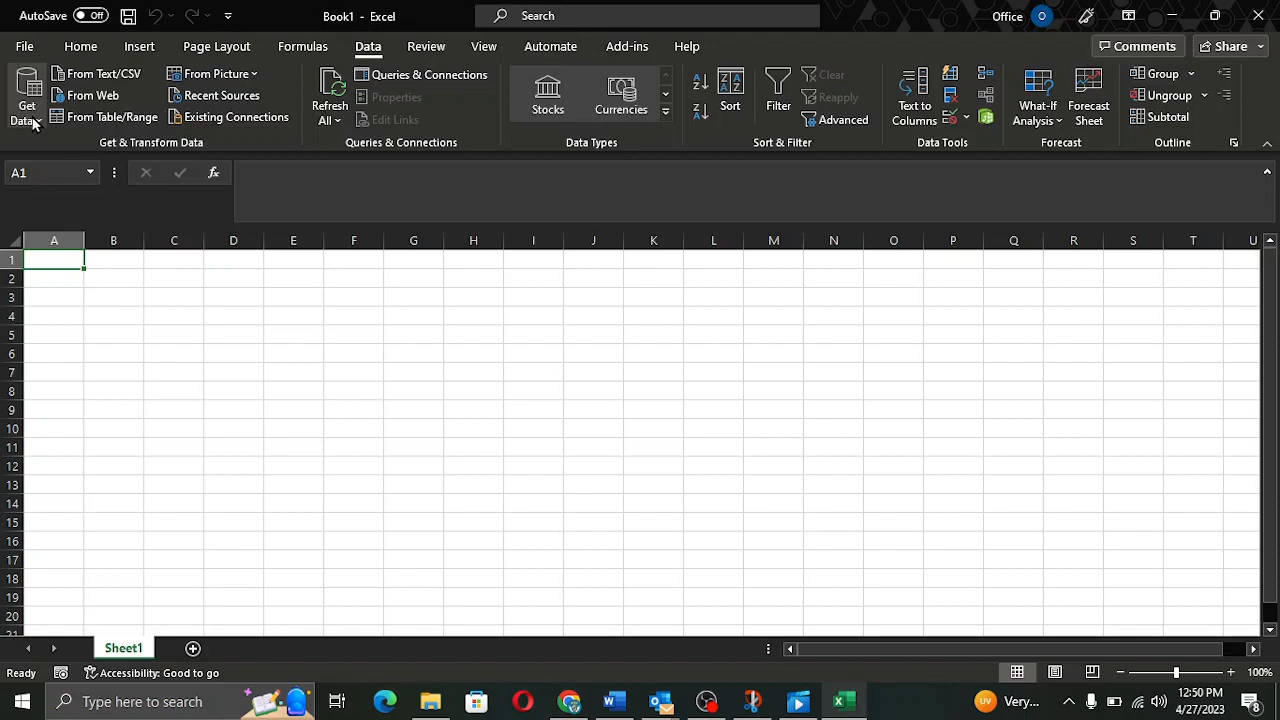 AutoSave Off Book1 - Excel Search Office O
File Home Insert Page Layout Formulas Data Review View Automate Add-ins Help Comments Share
Get Data
From Text/CSV
From Web
From Table/Range
From Picture
Recent Sources
Existing Connections
Get & Transform Data
Refresh All
Queries & Connections
Properties
Edit Links
Queries & Connections
Stocks Currencies
Data Types
Sort
Filter
Clear
Reapply
Advanced
Sort & Filter
Text to Columns
Data Tools
What-If Analysis
Forecast Sheet
Forecast
Group
Ungroup
Subtotal
Outline
A1 fx
A B C D E F G H I J K L M N O P Q R S T U
1
2
3
4
5
6
7
8
9
10
11
12
13
14
15
16
17
18
19
20
21
Sheet1
Ready Accessibility: Good to go 100%
Type here to search UV Very... 12:50 PM
4/27/2023 8